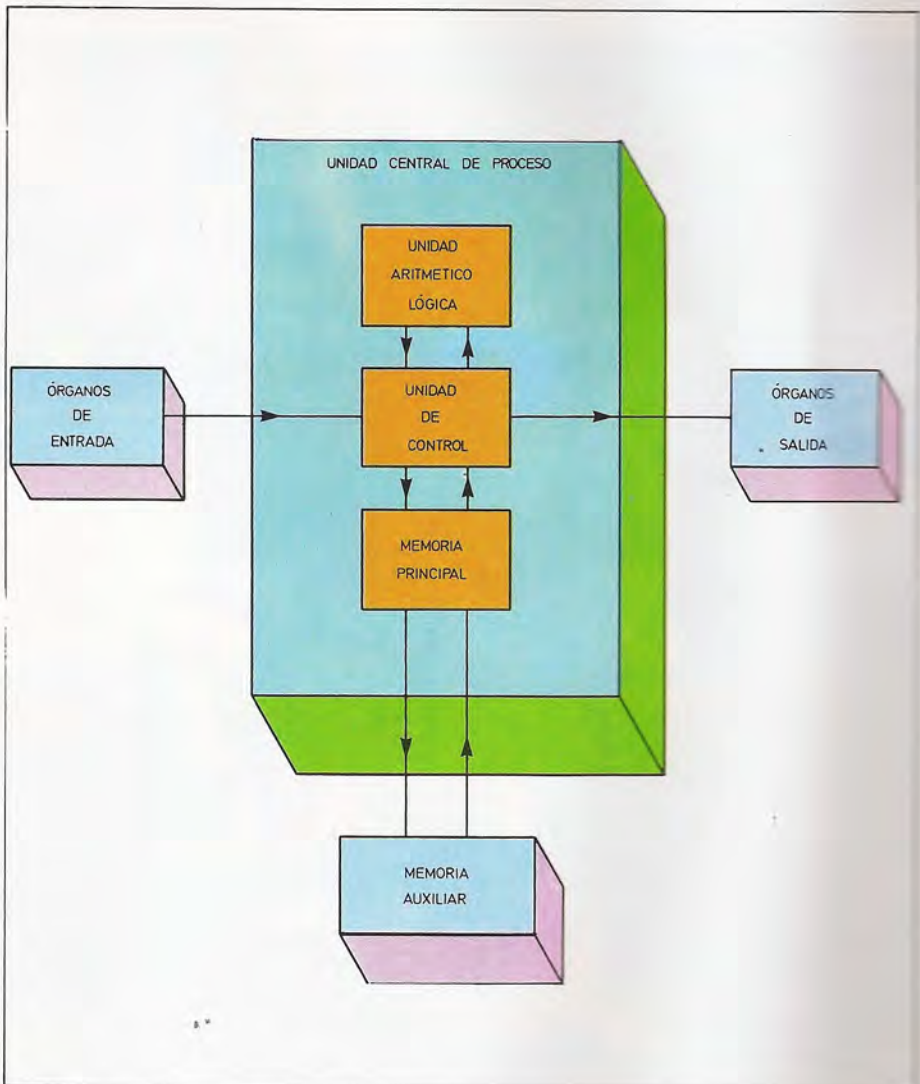 UNIDAD CENTRAL DE PROCESO
UNIDAD
ARITMETICO
LÓGICA
ÓRGANOS
DE
ENTRADA
UNIDAD
DE
CONTROL
ÓRGANOS
DE
SALIDA
MEMORIA
PRINCIPAL
MEMORIA
AUXILIAR